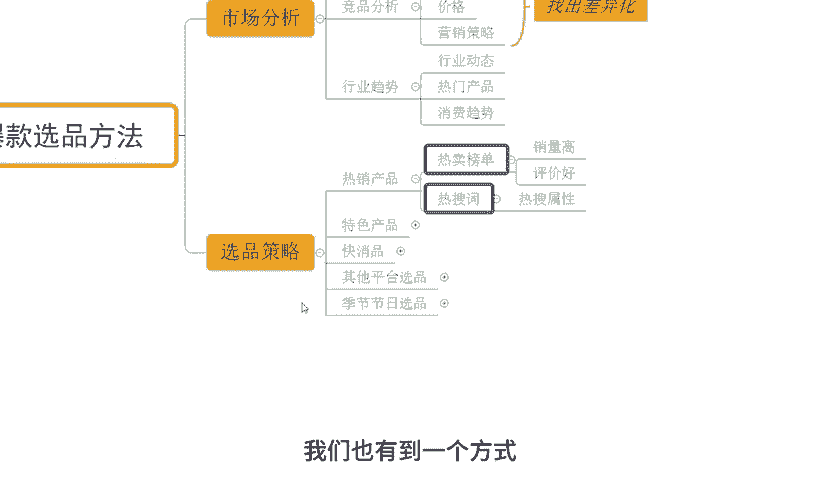 市场分析
竞品分析
价格
营销策略
找出差异化
行业趋势
行业动态
热门产品
消费趋势
爆款选品方法
选品策略
热销产品
热卖榜单
销量高
评价好
热搜词
热搜属性
特色产品
快消品
其他平台选品
季节节日选品
我们也有到一个方式